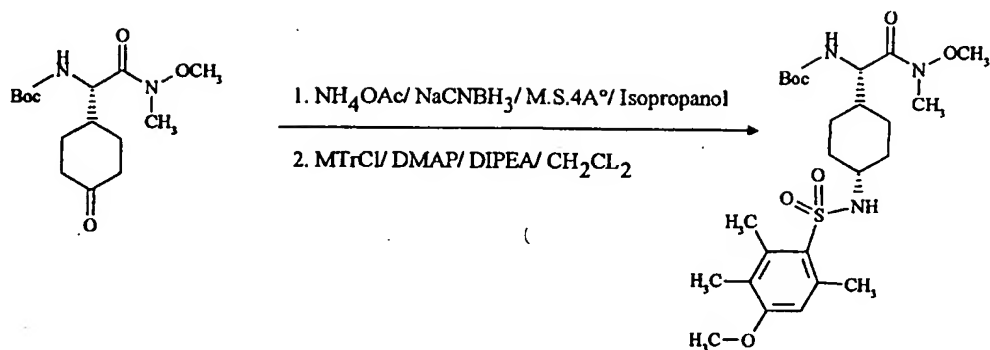 H
N
O
Boc
N
OCH3
CH3
O
1. NH4OAc/ NaCNBH3/ M.S.4A°/ Isopropanol
2. MTrCl/ DMAP/ DIPEA/ CH2CL2
H
N
O
Boc
N
OCH3
CH3
O
O
S
NH
H3C
H3C
CH3
H3C-O